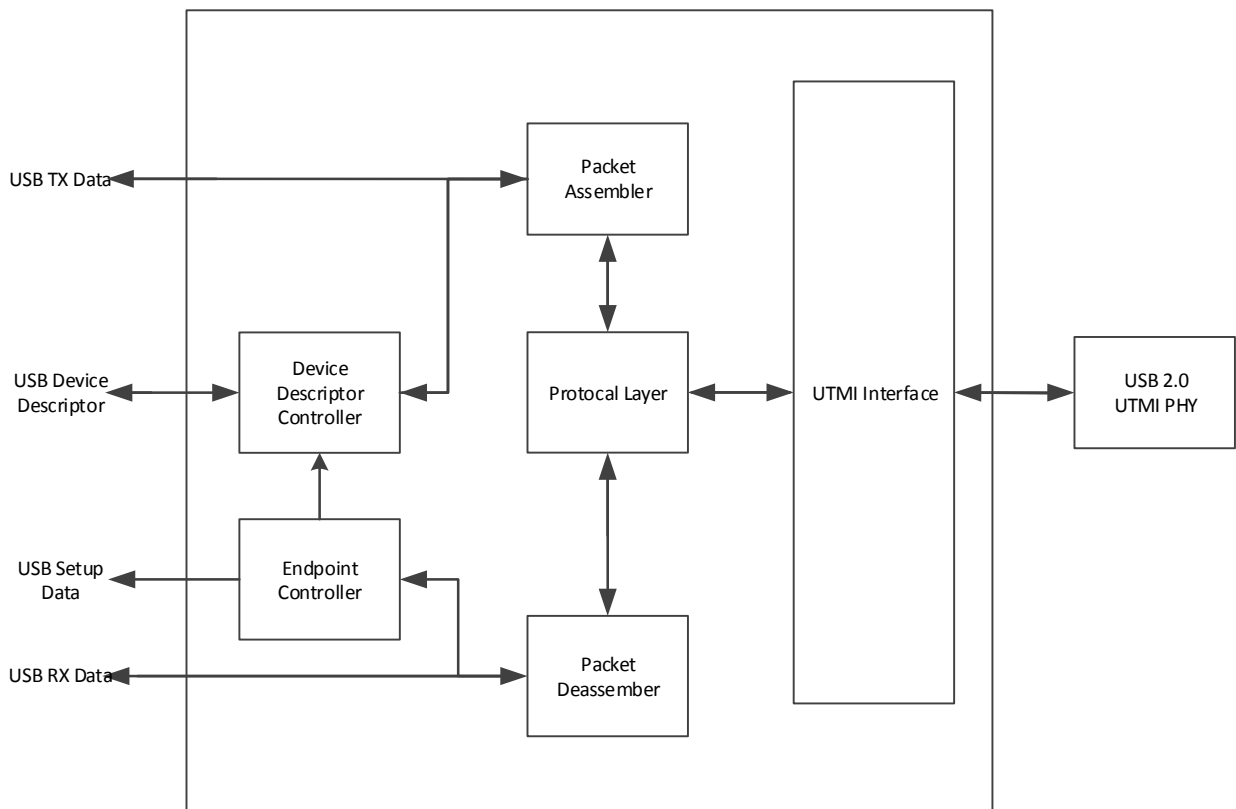 USB TX Data
Packet
Assembler
USB Device
Descriptor
Device
Descriptor
Controller
Protocal Layer
UTMI Interface
USB 2.0
UTMI PHY
USB Setup
Data
Endpoint
Controller
USB RX Data
Packet
Deassember